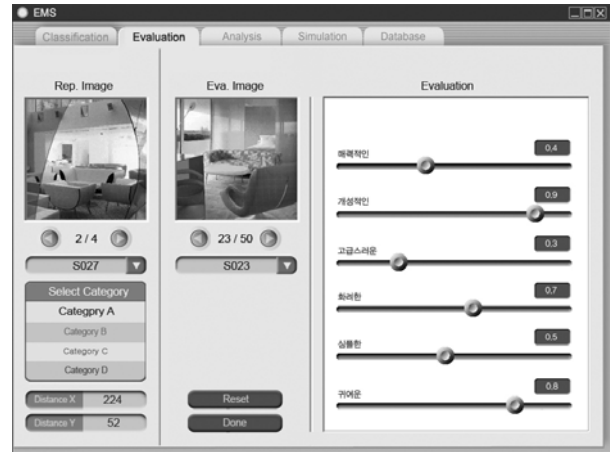 EMS
Classification Evaluation Analysis Simulation Database
Rep. Image
2 / 4
S027
Select Category
Categpry A
Category B
Category C
Category D
Distance X 224
Distance Y 52
Eva. Image
23 / 50
S023
Reset
Done
Evaluation
매력적인 0.4
개성적인 0.9
고급스러운 0.3
화려한 0.7
심플한 0.5
귀여운 0.8